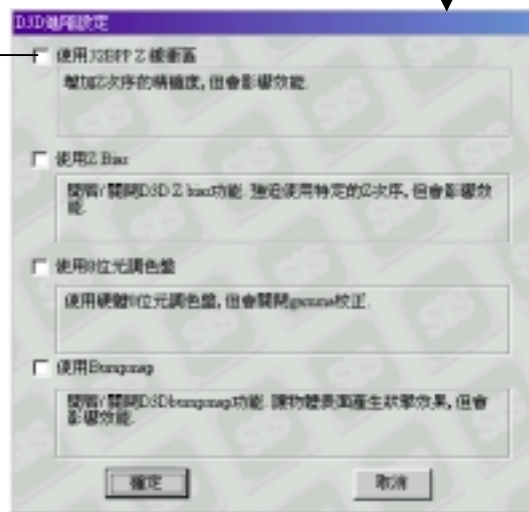 D3D進階設定
使用32BPP Z 緩衝區
增加Z次序的精確度, 但會影響效能.
使用Z Bias
開啟/關閉D3D Z bias功能. 強迫使用特定的Z次序, 但會影響效
能.
使用8位元調色盤
使用硬體8位元調色盤, 但會關閉gamma校正.
使用Bumpmap
開啟/關閉D3D bumpmap功能. 讓物體表面產生
效果, 但會
影響效能.
確定
取消
SiS